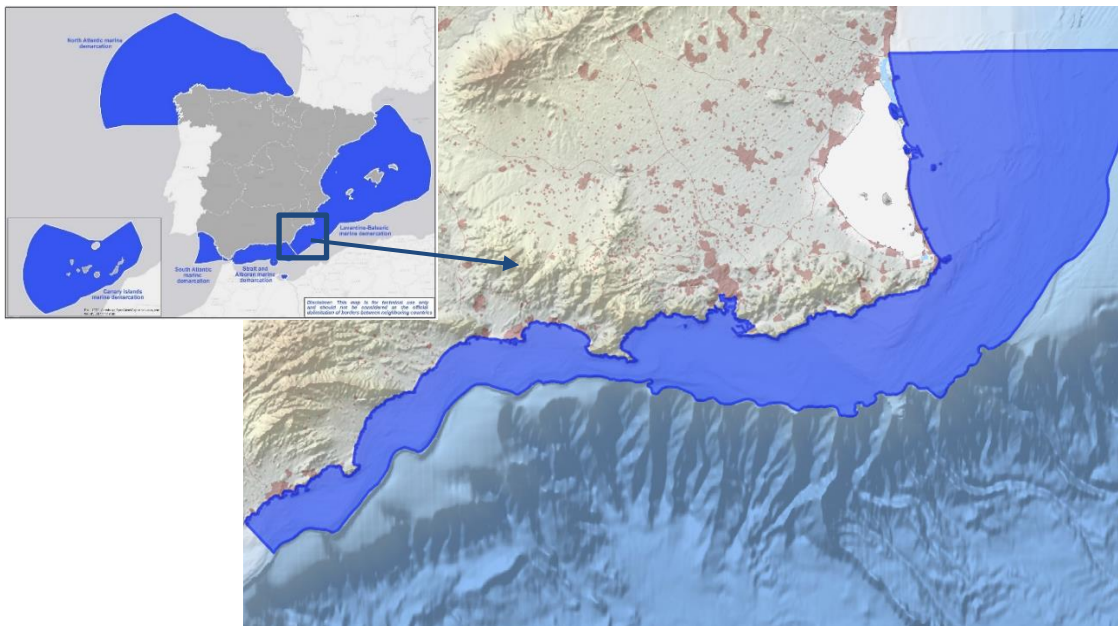 North Atlantic marine
demarcation
Levantine-Balearic
marine demarcation
South Atlantic
marine
demarcation
Strait and
Alboran marine
demarcation
Canary Islands
marine demarcation
Disclaimer: This map is for technical use only
and should not be considered as the official
delimitation of borders between neighboring countries